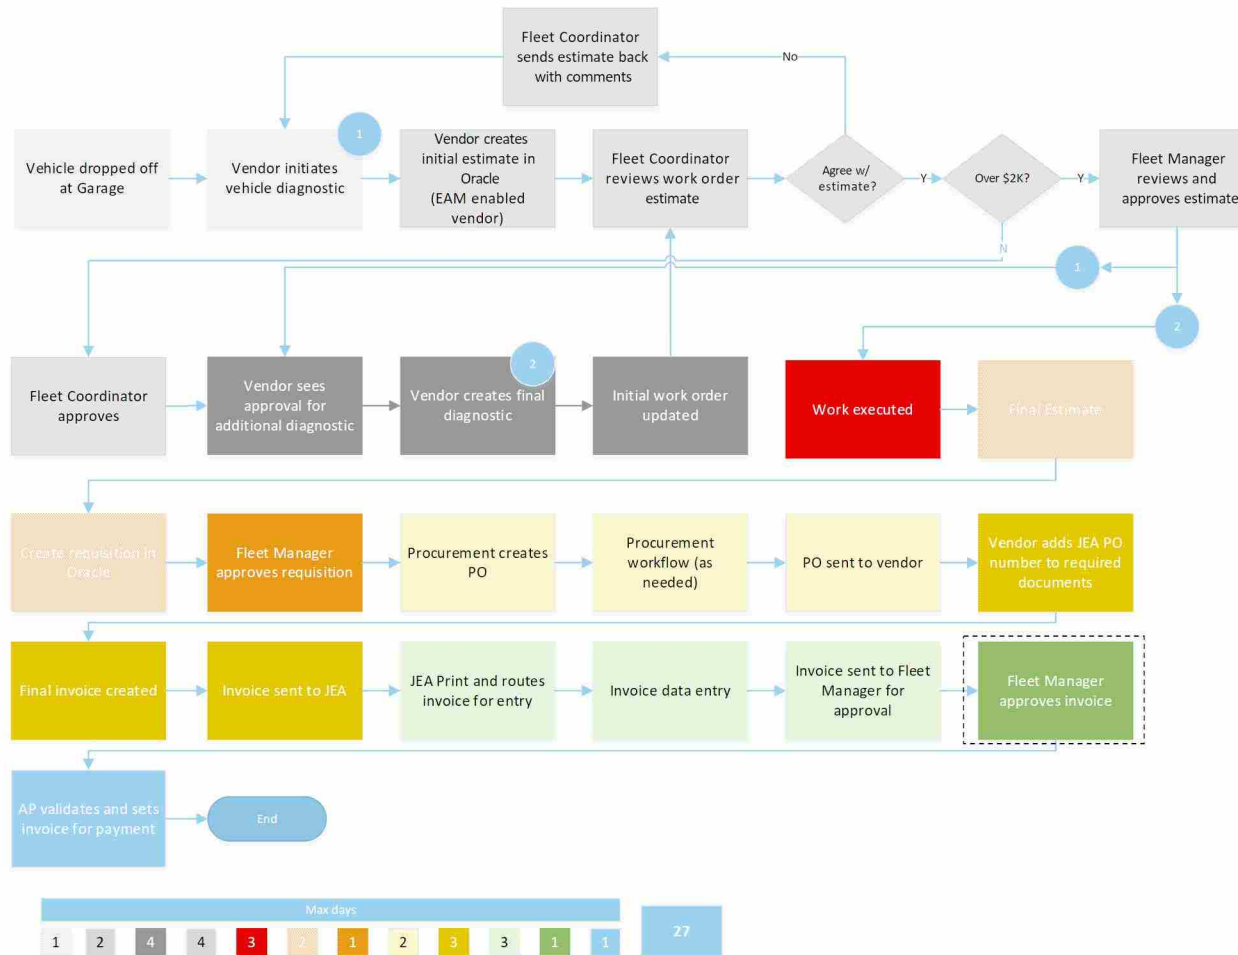 Fleet Coordinator
sends estimate back
with comments
No
1
Vehicle dropped off
at Garage
Vendor initiates
vehicle diagnostic
Vendor creates
initial estimate in
Oracle
(EAM enabled
vendor)
Fleet Coordinator
reviews work order
estimate
Agree w/
estimate?
Y
Over $2K?
Y
Fleet Manager
reviews and
approves estimate
N
1
2
Fleet Coordinator
approves
Vendor sees
approval for
additional diagnostic
2
Vendor creates final
diagnostic
Initial work order
updated
Work executed
Final Estimate
Create requisition in
Oracle
Fleet Manager
approves requisition
Procurement creates
PO
Procurement
workflow (as
needed)
PO sent to vendor
Vendor adds JEA PO
number to required
documents
Final invoice created
Invoice sent to JEA
JEA Print and routes
invoice for entry
Invoice data entry
Invoice sent to Fleet
Manager for
approval
Fleet Manager
approves invoice
AP validates and sets
invoice for payment
End
Max days
1 2 4 4 3 2 1 2 3 3 1 1
27